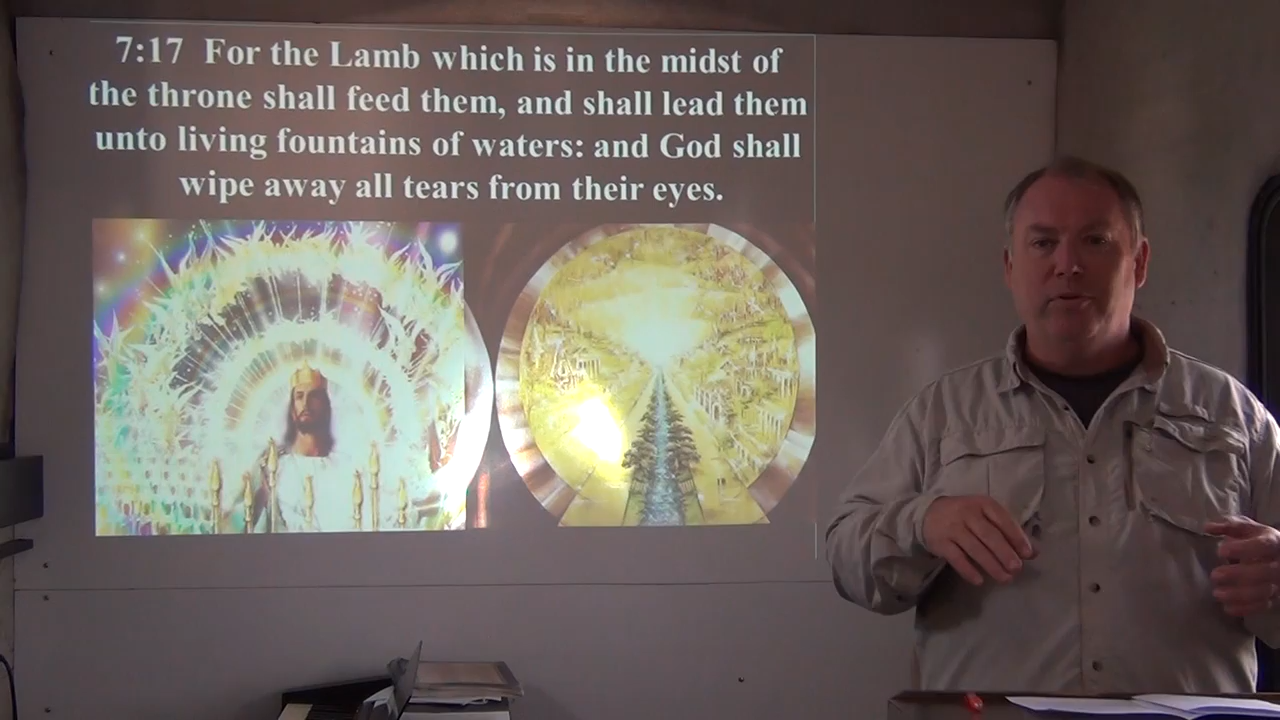 7:17 For the Lamb which is in the midst of
the throne shall feed them, and shall lead them
unto living fountains of waters: and God shall
wipe away all tears from their eyes.